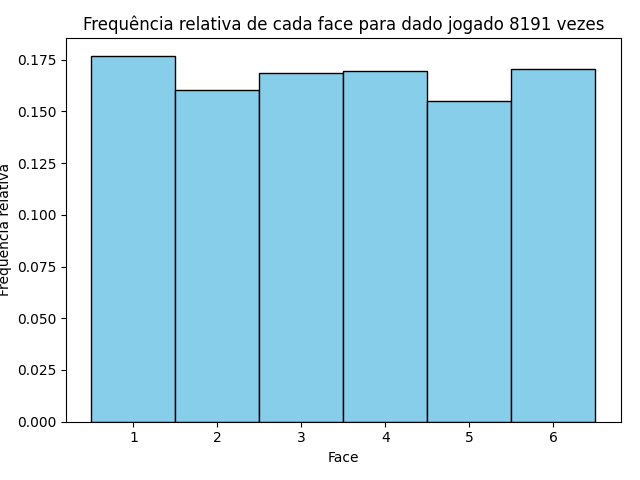 Frequência relativa de cada face para dado jogado 8191 vezes
0.175
0.150
0.125
0.100
0.075
0.050
0.025
0.000
Frequência relativa
1 2 3 4 5 6
Face